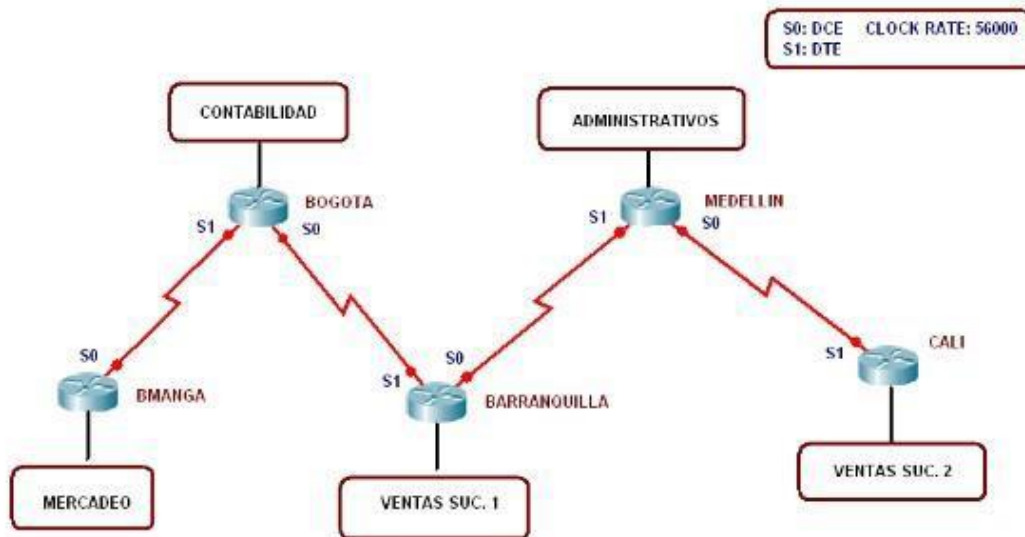 S0: DCE CLOCK RATE: 56000
S1: DTE
CONTABILIDAD
ADMINISTRATIVOS
BOGOTA
MEDELLIN
S1
S0
S1
S0
S0
BMANGA
S1
S0
BARRANQUILLA
S1
CALI
MERCADEO
VENTAS SUC. 1
VENTAS SUC. 2